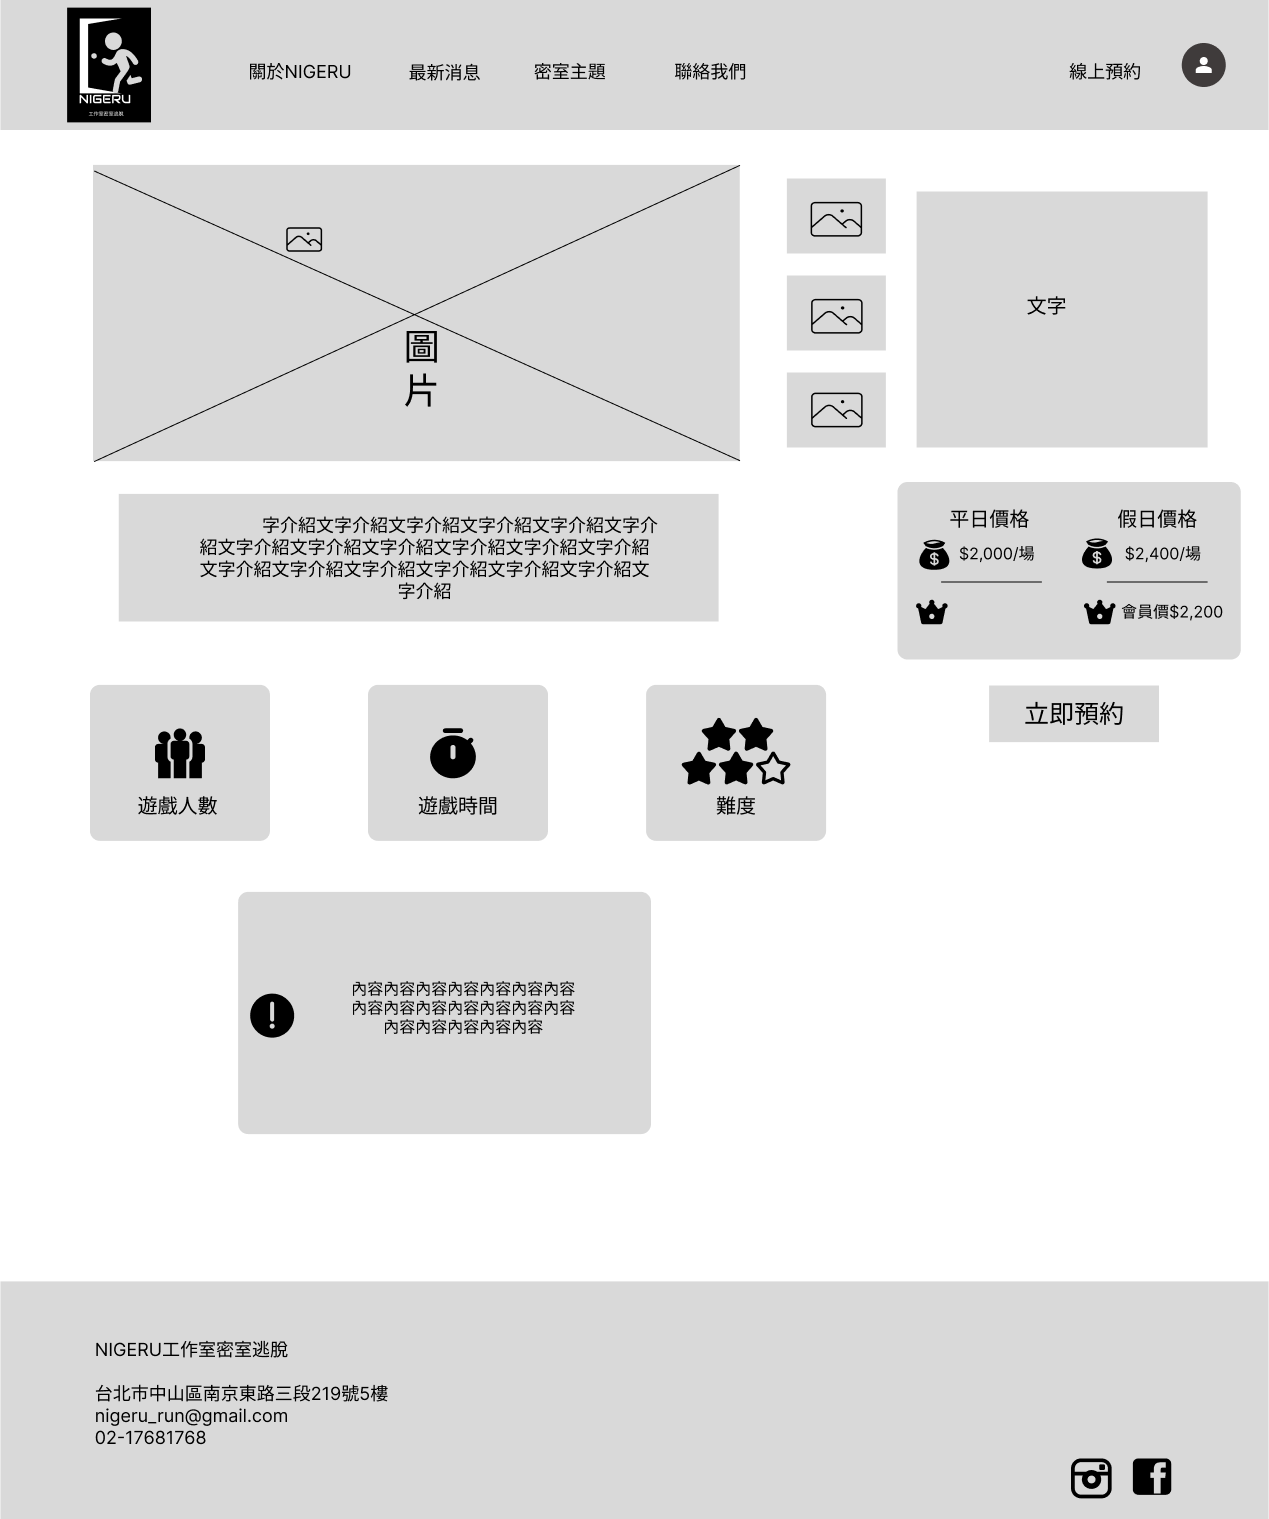 NIGERU
工作室密室逃脫
關於NIGERU
最新消息
密室主題
聯絡我們
線上預約
圖
片
文字
字介紹文字介紹文字介紹文字介紹文字介紹文字介
紹文字介紹文字介紹文字介紹文字介紹文字介紹文字介紹
文字介紹文字介紹文字介紹文字介紹文字介紹文字介紹文
字介紹
平日價格
$2,000/場
假日價格
$2,400/場
會員價$2,200
立即預約
遊戲人數
遊戲時間
難度
內容內容內容內容內容內容內容
內容內容內容內容內容內容內容
內容內容內容內容內容
NIGERU工作室密室逃脫
台北市中山區南京東路三段219號5樓
nigeru_run@gmail.com
02-17681768